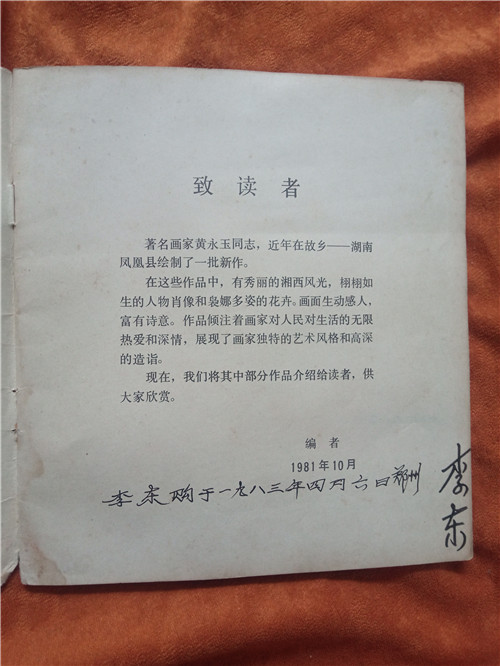 致读者
著名画家黄永玉同志，近年在故乡——湖南
凤凰县绘制了一批新作。
在这些作品中，有秀丽的湘西风光，栩栩如
生的人物肖像和袅娜多姿的花卉。画面生动感人，
富有诗意。作品倾注着画家对人民对生活的无限
热爱和深情，展现了画家独特的艺术风格和高深
的造诣。
现在，我们将其中部分作品介绍给读者，供
大家欣赏。
编者
1981年10月
李东购于一九八三年四月六日郑州
李东